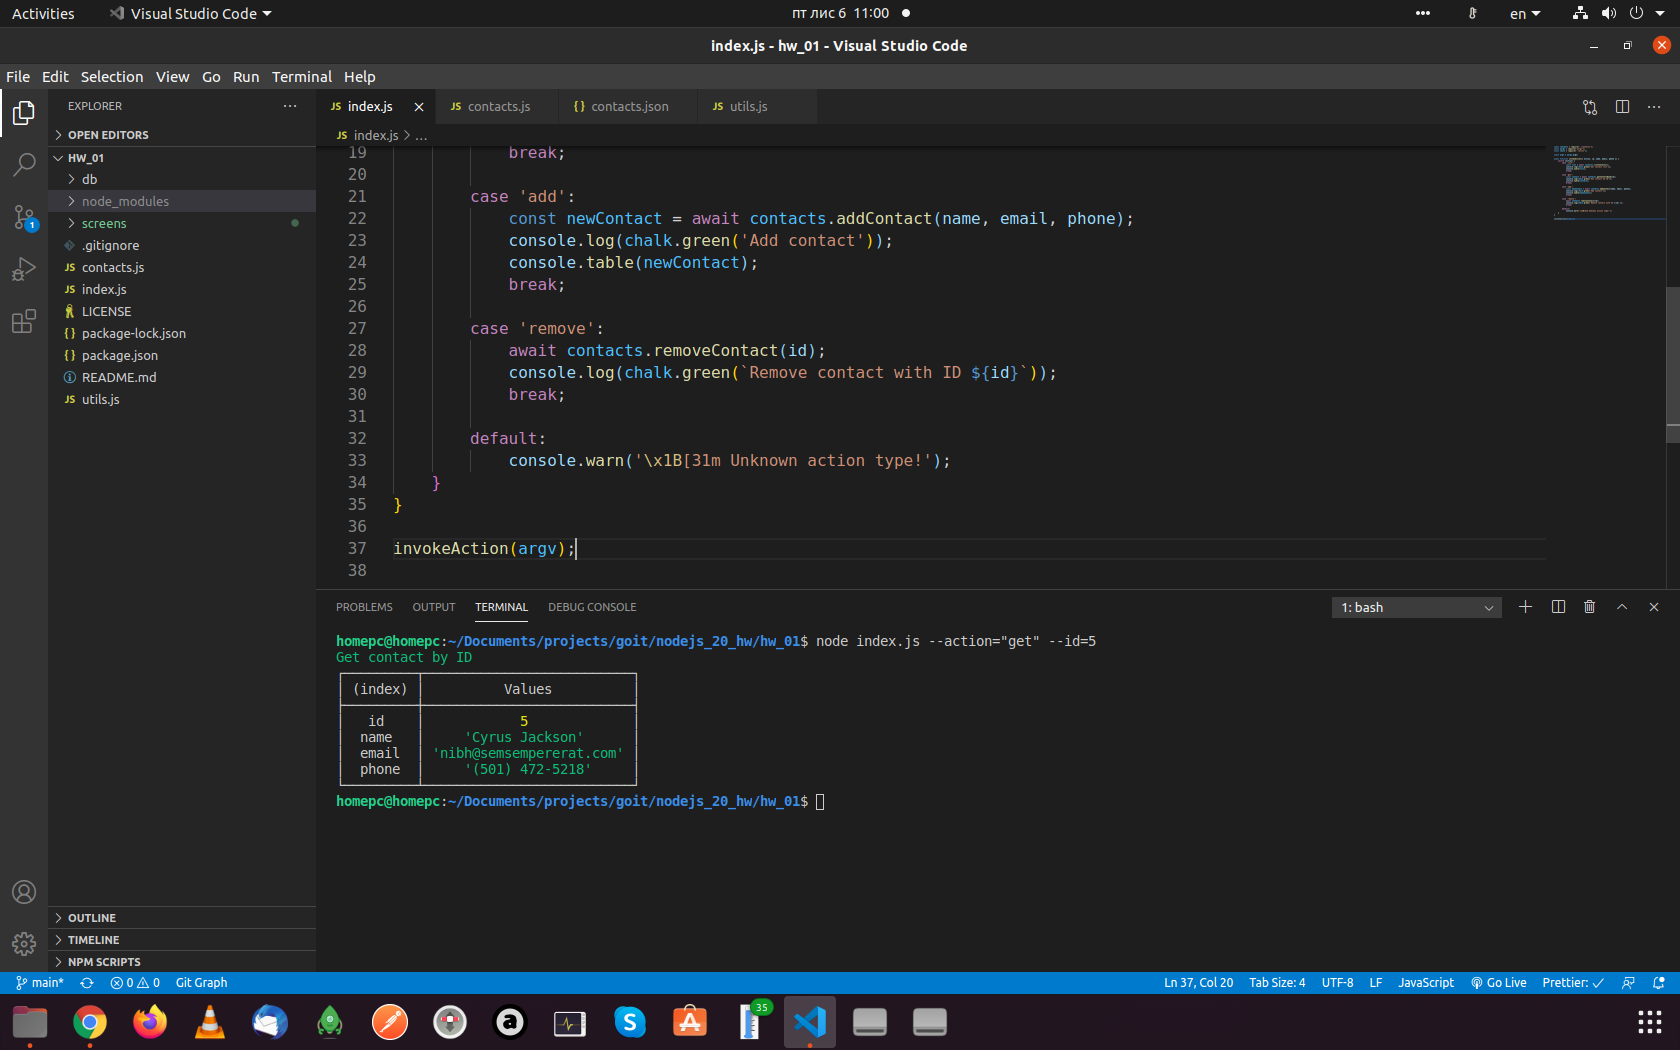 Activities
Visual Studio Code
пт лис 6 11:00
en
index.js - hw_01 - Visual Studio Code
File Edit Selection View Go Run Terminal Help
EXPLORER
OPEN EDITORS
HW_01
db
node_modules
screens
.gitignore
JS contacts.js
JS index.js
LICENSE
{} package-lock.json
{} package.json
README.md
JS utils.js
OUTLINE
TIMELINE
NPM SCRIPTS
1
JS index.js
JS contacts.js
{} contacts.json
JS utils.js
JS index.js > ...
19 break;
20
21 case 'add':
22 const newContact = await contacts.addContact(name, email, phone);
23 console.log(chalk.green('Add contact'));
24 console.table(newContact);
25 break;
26
27 case 'remove':
28 await contacts.removeContact(id);
29 console.log(chalk.green(`Remove contact with ID ${id}`));
30 break;
31
32 default:
33 console.warn('\x1B[31m Unknown action type!');
34 }
35 }
36
37 invokeAction(argv);
38
PROBLEMS OUTPUT TERMINAL DEBUG CONSOLE
1: bash
homepc@homepc:~/Documents/projects/goit/nodejs_20_hw/hw_01$ node index.js --action="get" --id=5
Get contact by ID
(index) Values
id 5
name 'Cyrus Jackson'
email 'nibh@semsempererat.com'
phone '(501) 472-5218'
homepc@homepc:~/Documents/projects/goit/nodejs_20_hw/hw_01$
main* 0 0 Git Graph
Ln 37, Col 20 Tab Size: 4 UTF-8 LF JavaScript Go Live Prettier: ✓
35